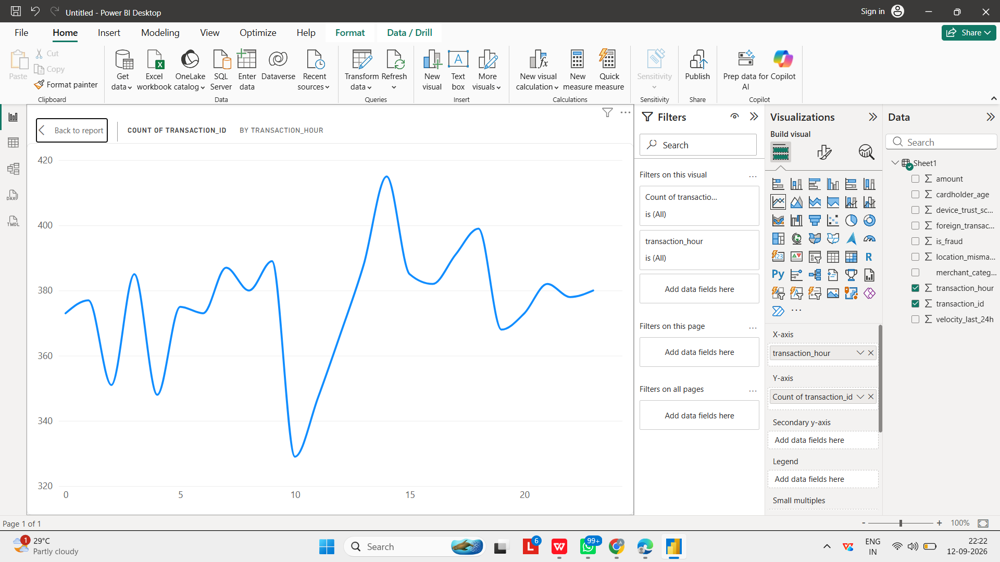 Untitled - Power BI Desktop
Sign in
File
Home
Insert
Modeling
View
Optimize
Help
Format
Data / Drill
Share
Paste
Cut
Copy
Format painter
Clipboard
Get data
Excel workbook
OneLake catalog
SQL Server
Enter data
Dataverse
Recent sources
Data
Transform data
Refresh
Queries
New visual
Text box
More visuals
Insert
New visual calculation
New measure
Quick measure
Calculations
Sensitivity
Sensitivity
Publish
Share
Prep data for AI
Copilot
Copilot
Back to report
COUNT OF TRANSACTION_ID
BY TRANSACTION_HOUR
420
400
380
360
340
320
0
5
10
15
20
Filters
Search
Filters on this visual
Count of transactio...
is (All)
transaction_hour
is (All)
Add data fields here
Filters on this page
Add data fields here
Filters on all pages
Add data fields here
Visualizations
Build visual
123
R
Py
X-axis
transaction_hour
Y-axis
Count of transaction_id
Secondary y-axis
Add data fields here
Legend
Add data fields here
Small multiples
Data
Search
Sheet1
amount
cardholder_age
device_trust_sc...
foreign_transac...
is_fraud
location_misma...
merchant_categ...
transaction_hour
transaction_id
velocity_last_24h
DAX
TMDL
Page 1 of 1
- + 100%
1
29°C
Partly cloudy
Search
L
6
W
99+
A
ENG
IN
22:22
12-09-2026